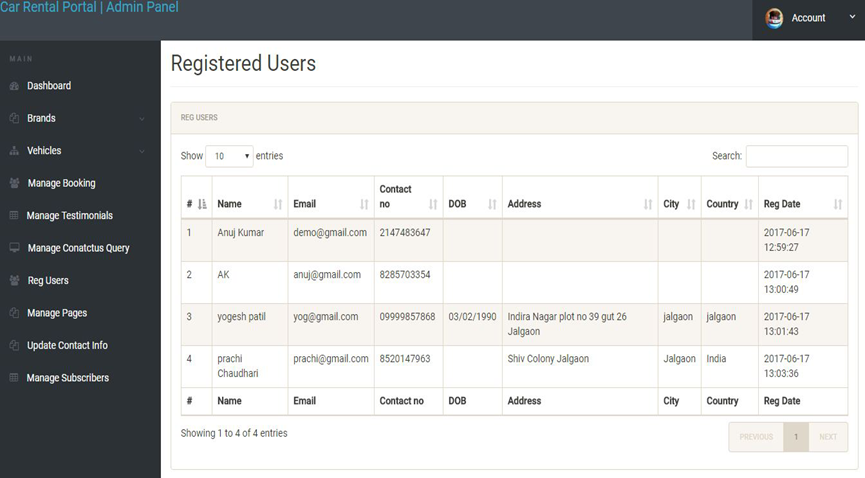 Car Rental Portal | Admin Panel
Account
MAIN
Dashboard
Brands
Vehicles
Manage Booking
Manage Testimonials
Manage Conatctus Query
Reg Users
Manage Pages
Update Contact Info
Manage Subscribers
Registered Users
REG USERS
Show 10 entries Search:
# Name Email Contact no DOB Address City Country Reg Date
1 Anuj Kumar demo@gmail.com 2147483647 2017-06-17 12:59:27
2 AK anuj@gmail.com 8285703354 2017-06-17 13:00:49
3 yogesh patil yog@gmail.com 09999857868 03/02/1990 Indira Nagar plot no 39 gut 26 Jalgaon jalgaon jalgaon 2017-06-17 13:01:43
4 prachi Chaudhari prachi@gmail.com 8520147963 Shiv Colony Jalgaon Jalgaon India 2017-06-17 13:03:36
# Name Email Contact no DOB Address City Country Reg Date
Showing 1 to 4 of 4 entries
PREVIOUS 1 NEXT